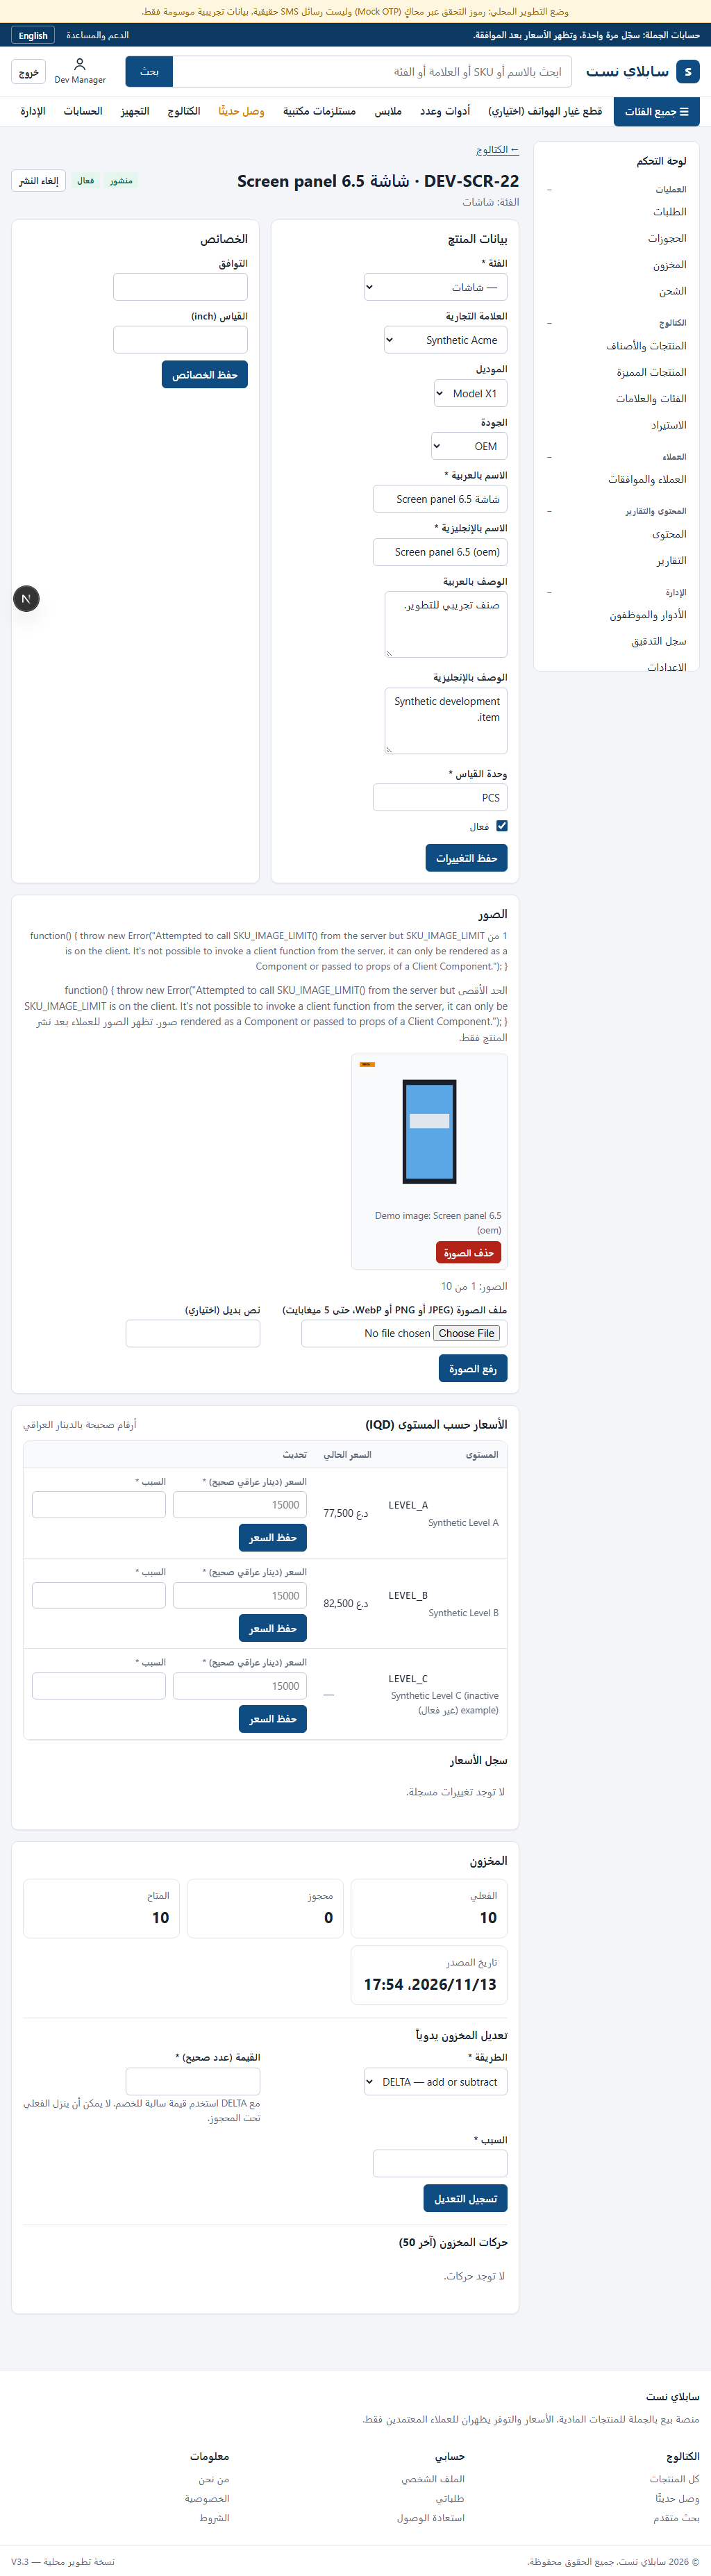 وضع التطوير المحلي: رموز التحقق عبر محاكٍ (Mock OTP) وليست رسائل SMS حقيقية. بيانات تجريبية موسومة فقط.
حسابات الجملة: سجّل مرة واحدة، وتظهر الأسعار بعد الموافقة.
الدعم والمساعدة
English
S
سابلاي نست
ابحث بالاسم أو SKU أو العلامة أو الفئة
بحث
Dev Manager
خروج
☰ جميع الفئات
قطع غيار الهواتف (اختياري)
أدوات وعدد
ملابس
مستلزمات مكتبية
وصل حديثًا
الكتالوج
التجهيز
الحسابات
الإدارة
لوحة التحكم
العمليات
–
الطلبات
الحجوزات
المخزون
الشحن
الكتالوج
–
المنتجات والأصناف
المنتجات المميزة
الفئات والعلامات
الاستيراد
العملاء
–
العملاء والموافقات
المحتوى والتقارير
–
المحتوى
التقارير
الإدارة
–
الأدوار والموظفون
سجل التدقيق
الإعدادات
← الكتالوج
DEV-SCR-22 · شاشة Screen panel 6.5
منشور
فعال
إلغاء النشر
الفئة: شاشات
بيانات المنتج
الفئة *
— شاشات
العلامة التجارية
Synthetic Acme
الموديل
Model X1
الجودة
OEM
الاسم بالعربية *
شاشة Screen panel 6.5
الاسم بالإنجليزية *
Screen panel 6.5 (oem)
الوصف بالعربية
صنف تجريبي للتطوير.
الوصف بالإنجليزية
Synthetic development
item.
وحدة القياس *
PCS
فعال
حفظ التغييرات
الخصائص
التوافق
القياس (inch)
حفظ الخصائص
N
الصور
1 من function() { throw new Error("Attempted to call SKU_IMAGE_LIMIT() from the server but SKU_IMAGE_LIMIT
is on the client. It's not possible to invoke a client function from the server, it can only be rendered as a
Component or passed to props of a Client Component."); }
الحد الأقصى function() { throw new Error("Attempted to call SKU_IMAGE_LIMIT() from the server but
SKU_IMAGE_LIMIT is on the client. It's not possible to invoke a client function from the server, it can only be
rendered as a Component or passed to props of a Client Component."); } صور. تظهر الصور للعملاء بعد نشر
المنتج فقط.
Demo image: Screen panel 6.5
(oem)
حذف الصورة
الصور: 1 من 10
ملف الصورة (JPEG أو PNG أو WebP، حتى 5 ميغابايت)
Choose File No file chosen
نص بديل (اختياري)
رفع الصورة
الأسعار حسب المستوى (IQD)
أرقام صحيحة بالدينار العراقي
المستوى
السعر الحالي
تحديث
LEVEL_A
Synthetic Level A
77,500 د.ع
السعر (دينار عراقي صحيح) *
15000
السبب *
حفظ السعر
LEVEL_B
Synthetic Level B
82,500 د.ع
السعر (دينار عراقي صحيح) *
15000
السبب *
حفظ السعر
LEVEL_C
Synthetic Level C (inactive
example) (غير فعال)
—
السعر (دينار عراقي صحيح) *
15000
السبب *
حفظ السعر
سجل الأسعار
لا توجد تغييرات مسجلة.
المخزون
الفعلي
10
محجوز
0
المتاح
10
تاريخ المصدر
2026/11/13، 17:54
تعديل المخزون يدوياً
الطريقة *
DELTA — add or subtract
القيمة (عدد صحيح) *
مع DELTA استخدم قيمة سالبة للخصم. لا يمكن أن ينزل الفعلي
تحت المحجوز.
السبب *
تسجيل التعديل
حركات المخزون (آخر 50)
لا توجد حركات.
سابلاي نست
منصة بيع بالجملة للمنتجات المادية. الأسعار والتوفر يظهران للعملاء المعتمدين فقط.
الكتالوج
كل المنتجات
وصل حديثًا
بحث متقدم
حسابي
الملف الشخصي
طلباتي
استعادة الوصول
معلومات
من نحن
الخصوصية
الشروط
© 2026 سابلاي نست. جميع الحقوق محفوظة.
نسخة تطوير محلية — V3.3